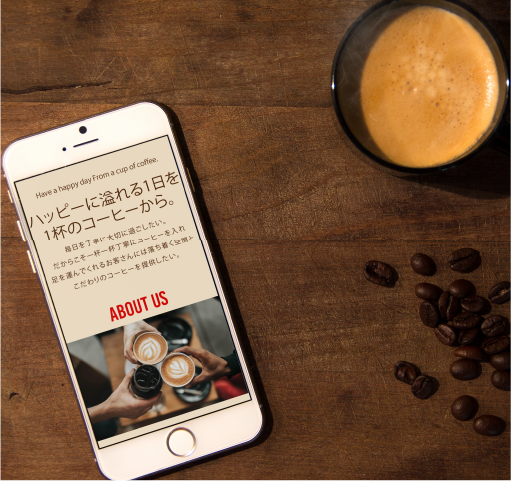 Have a happy day From a cup of coffee.
ハッピーに溢れる1日を
1杯のコーヒーから。
毎日を丁寧に大切に過ごしたい。
だからこそ一杯一杯丁寧にコーヒーを入れ
足を運んでくれるお客さんには落ち着く
こだわりのコーヒーを提供したい。
ABOUT US